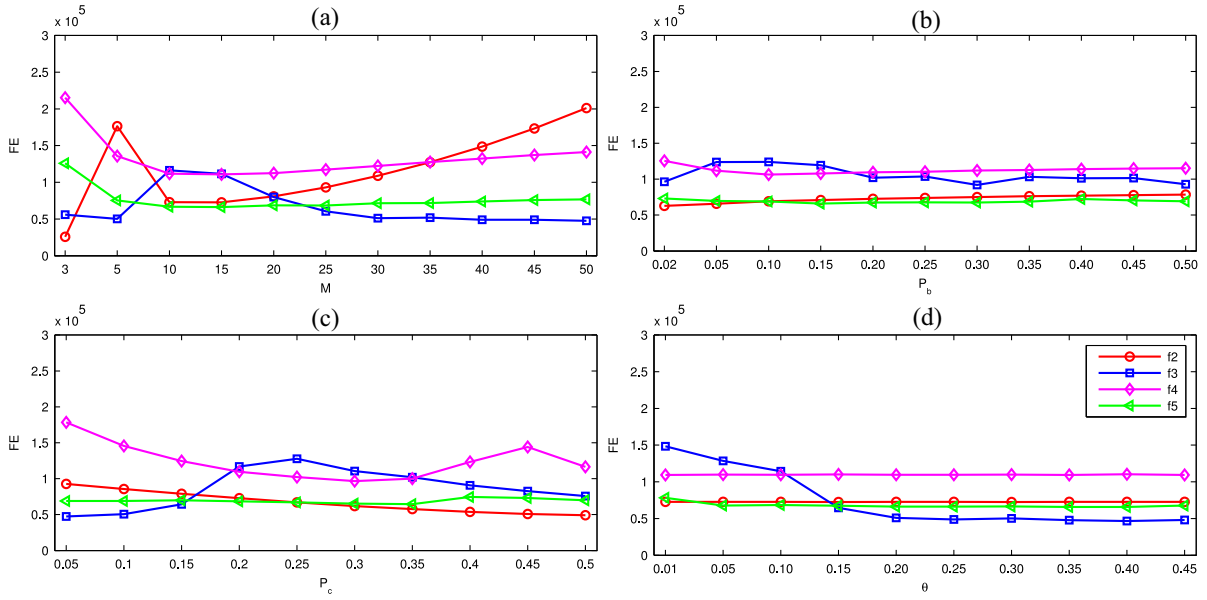 (a)
x 10^5
3
2.5
2
1.5
1
0.5
0
FE
3 5 10 15 20 25 30 35 40 45 50
M
(b)
x 10^5
3
2.5
2
1.5
1
0.5
0
FE
0.02 0.05 0.10 0.15 0.20 0.25 0.30 0.35 0.40 0.45 0.50
P_b
(c)
x 10^5
3
2.5
2
1.5
1
0.5
0
FE
0.05 0.1 0.15 0.2 0.25 0.3 0.35 0.4 0.45 0.5
P_c
(d)
x 10^5
3
2.5
2
1.5
1
0.5
0
FE
f2
f3
f4
f5
0.01 0.05 0.10 0.15 0.20 0.25 0.30 0.35 0.40 0.45
θ